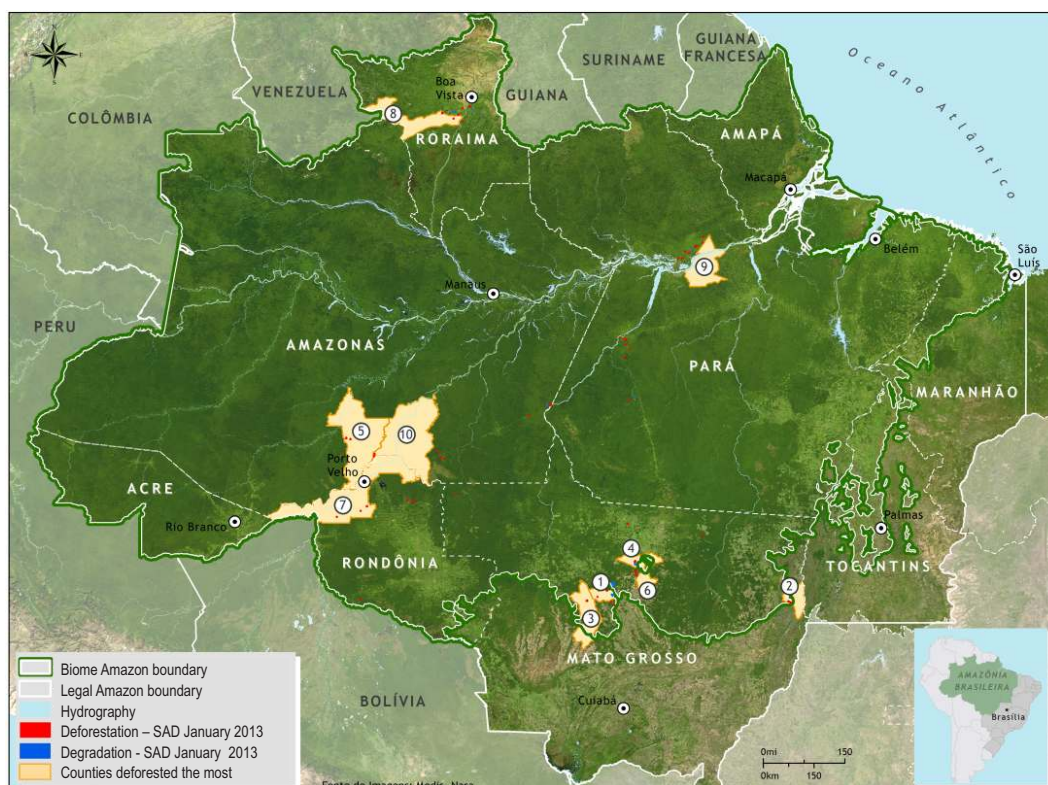 GUIANA
FRANCESA
SURINAME
GUIANA
VENEZUELA
COLÔMBIA
Boa
Vista
8
RORAIMA
AMAPÁ
Macapá
Oceano Atlântico
Belém
São
Luís
9
Manaus
PERU
AMAZONAS
PARÁ
MARANHÃO
5
10
Porto
Velho
7
ACRE
Rio Branco
RONDÔNIA
4
1
6
3
2
Palmas
TOCANTINS
MATO GROSSO
BOLÍVIA
Cuiabá
Biome Amazon boundary
Legal Amazon boundary
Hydrography
Deforestation – SAD January 2013
Degradation - SAD January 2013
Counties deforested the most
0mi 150
0km 150
AMAZÔNIA
BRASILEIRA
Brasília